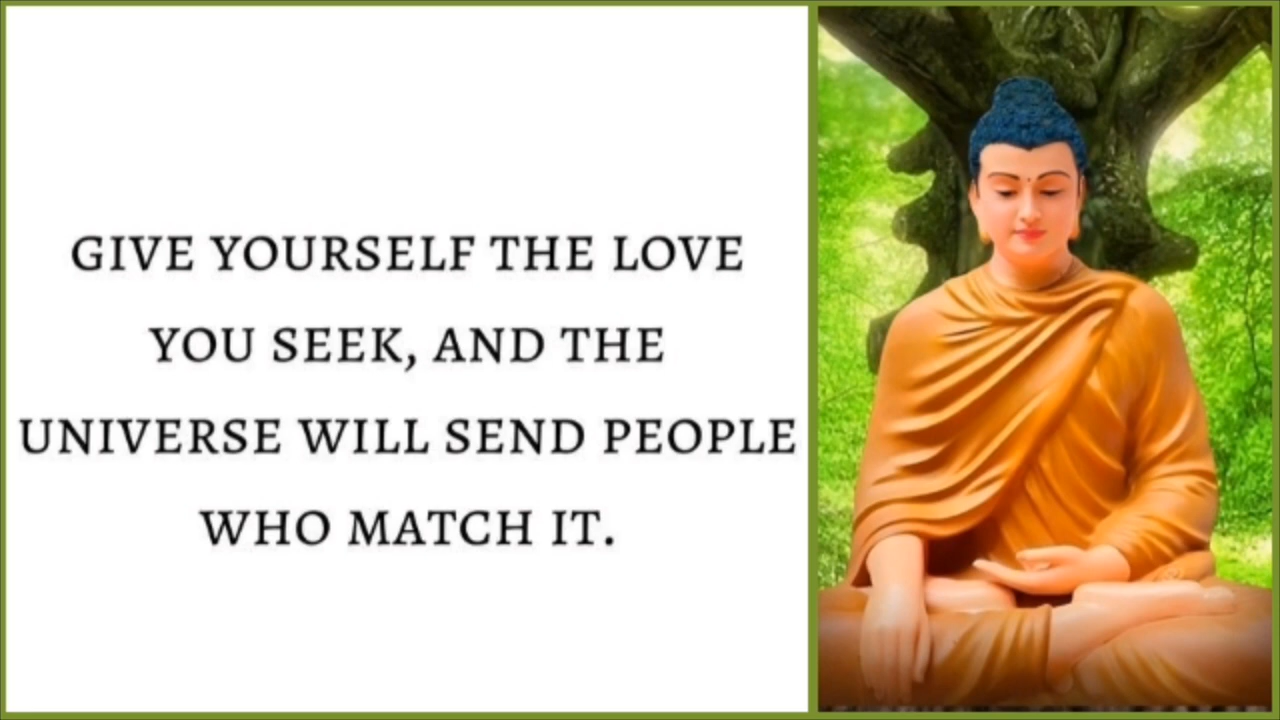 GIVE YOURSELF THE LOVE
YOU SEEK, AND THE
UNIVERSE WILL SEND PEOPLE
WHO MATCH IT.